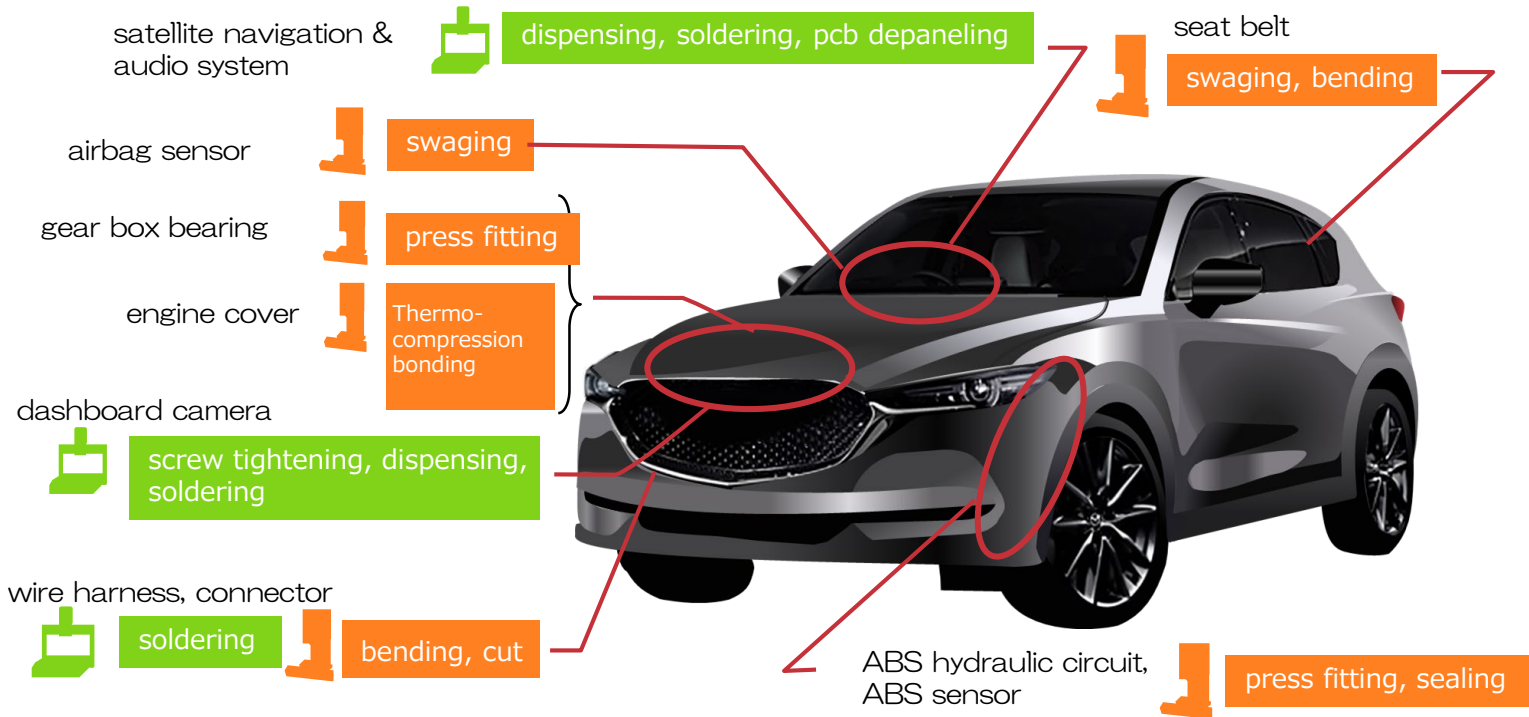 satellite navigation &
audio system
dispensing, soldering, pcb depaneling
seat belt
swaging, bending
airbag sensor
swaging
gear box bearing
press fitting
engine cover
Thermo-
compression
bonding
dashboard camera
screw tightening, dispensing,
soldering
wire harness, connector
soldering
bending, cut
ABS hydraulic circuit,
ABS sensor
press fitting, sealing